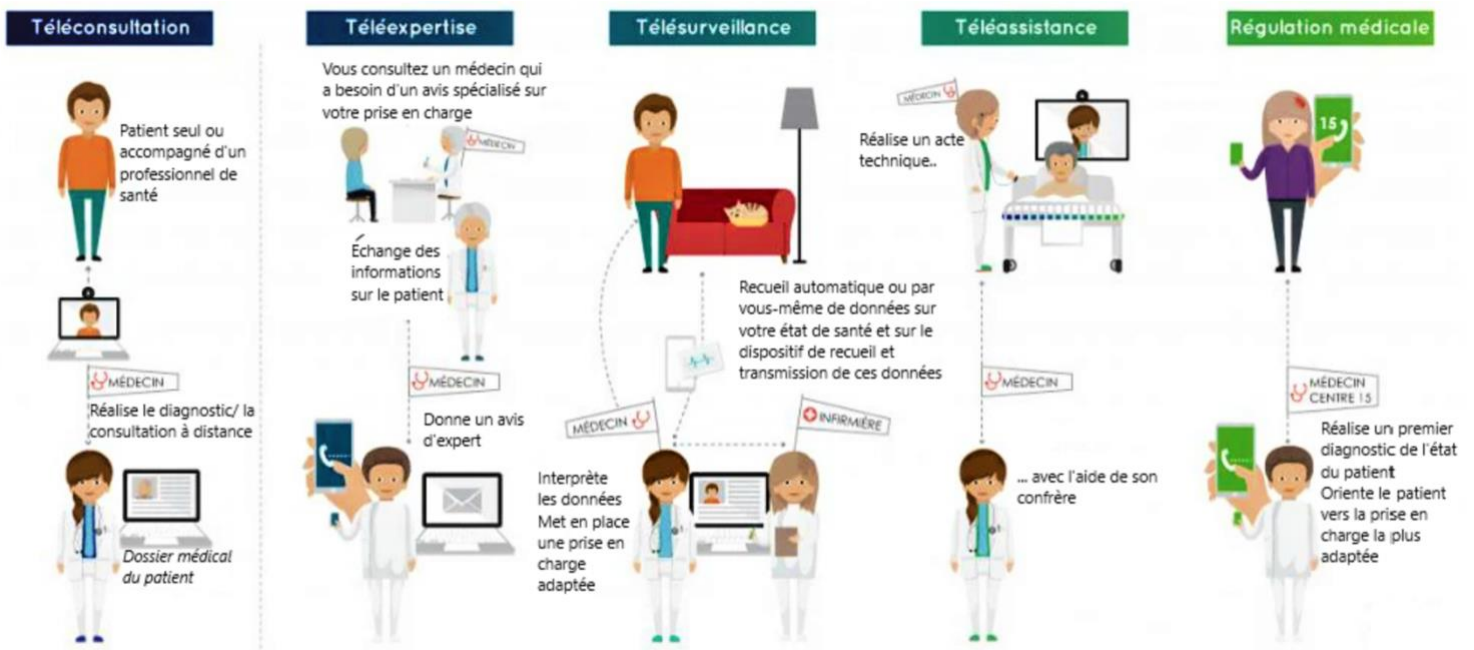 Téléconsultation
Patient seul ou
accompagné d'un
professionnel de
santé
MÉDECIN
Réalise le diagnostic/ la
consultation à distance
Dossier médical
du patient
Téléexpertise
Vous consultez un médecin qui
a besoin d'un avis spécialisé sur
votre prise en charge
MÉDECIN
Échange des
informations
sur le patient
MÉDECIN
Donne un avis
d'expert
Télésurveillance
Recueil automatique ou par
vous-même de données sur
votre état de santé et sur le
dispositif de recueil et
transmission de ces données
MÉDECIN
INFIRMIÈRE
Interprète
les données
Met en place
une prise en
charge
adaptée
Téléassistance
MÉDECIN
Réalise un acte
technique..
MÉDECIN
... avec l'aide de son
confrère
Régulation médicale
15
MÉDECIN
CENTRE 15
Réalise un premier
diagnostic de l'état
du patient
Oriente le patient
vers la prise en
charge la plus
adaptée